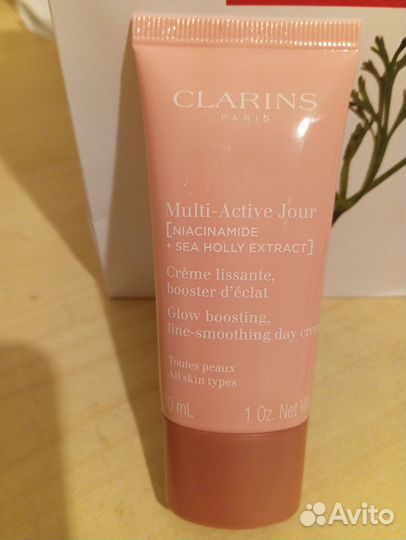 CLARINS
PARIS
Multi-Active Jour
[NIACINAMIDE
+ SEA HOLLY EXTRACT]
Crème lissante,
booster d'éclat
Glow boosting,
line-smoothing day
Toutes peaux
All skin types
mL 1 Oz. Net
Avito